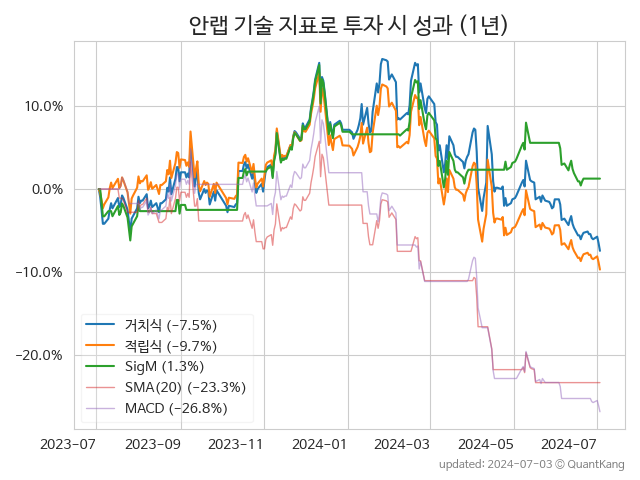 안랩 기술 지표로 투자 시 성과 (1년)
10.0%
0.0%
−10.0%
−20.0%
거치식 (−7.5%)
적립식 (−9.7%)
SigM (1.3%)
SMA(20) (−23.3%)
MACD (−26.8%)
2023-07 2023-09 2023-11 2024-01 2024-03 2024-05 2024-07
updated: 2024-07-03 ⓒ QuantKang